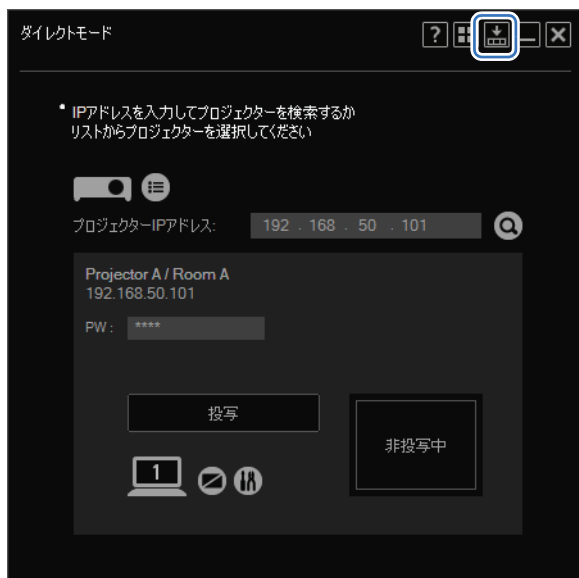 ダイレクトモード
?
IPアドレスを入力してプロジェクターを検索するか
リストからプロジェクターを選択してください
プロジェクターIPアドレス: 192 . 168 . 50 . 101
Projector A / Room A
192.168.50.101
PW : ****
投写
非投写中
1